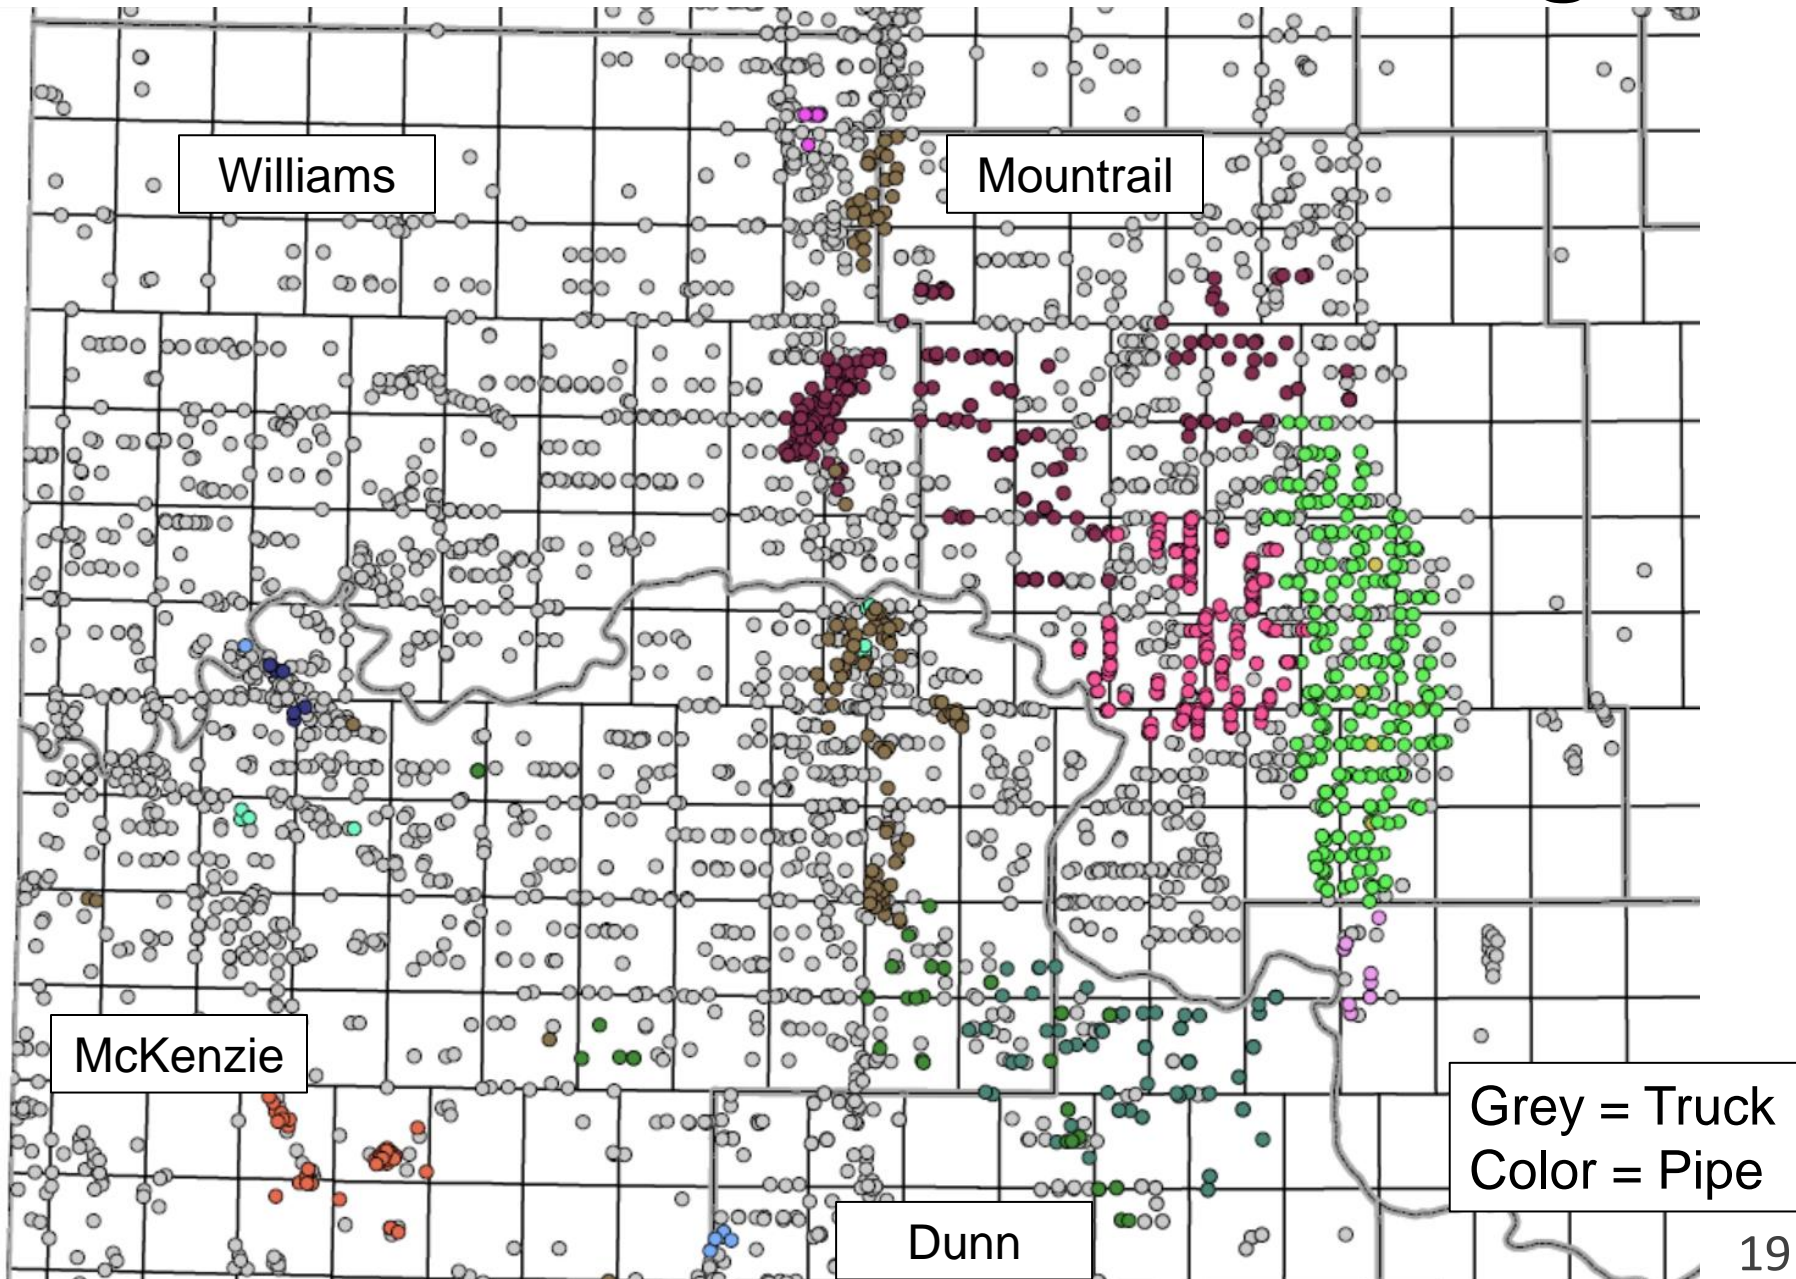 g
Williams
Mountrail
McKenzie
Grey = Truck
Color = Pipe
Dunn
19